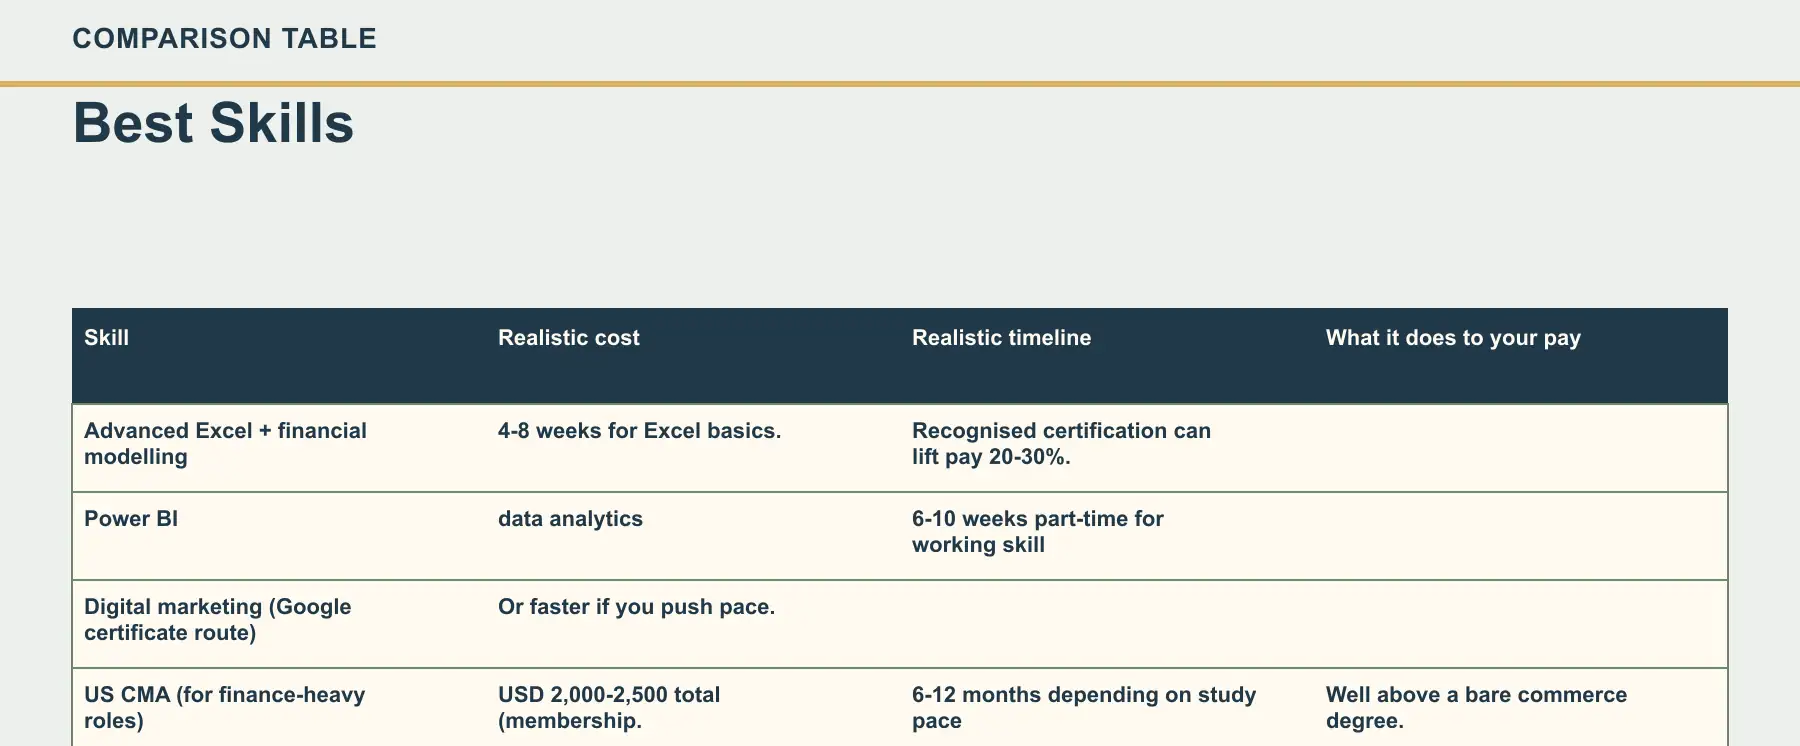 COMPARISON TABLE
Best Skills
Skill
Realistic cost
Realistic timeline
What it does to your pay
Advanced Excel + financial
modelling
4-8 weeks for Excel basics.
Recognised certification can
lift pay 20-30%.
Power BI
data analytics
6-10 weeks part-time for
working skill
Digital marketing (Google
certificate route)
Or faster if you push pace.
US CMA (for finance-heavy
roles)
USD 2,000-2,500 total
(membership.
6-12 months depending on study
pace
Well above a bare commerce
degree.